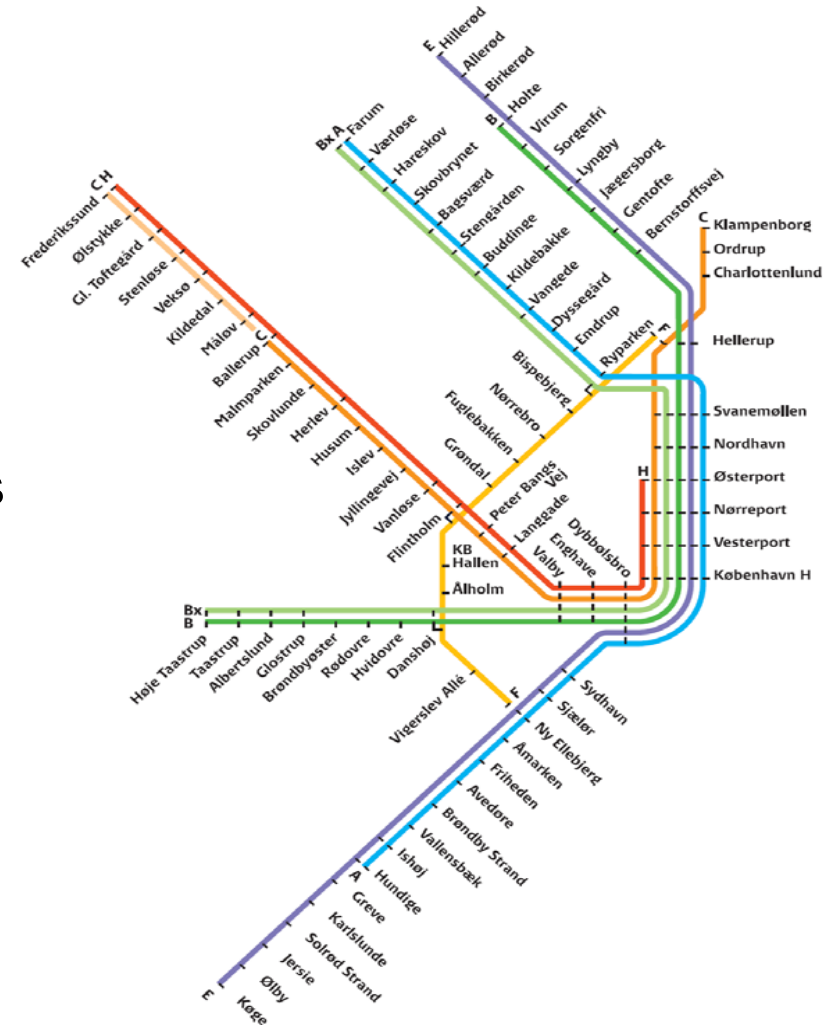 E
Hillerød
Allerød
Birkerød
Holte
B
Virum
Sorgenfri
Lyngby
Jægersborg
Gentofte
Bernstorffsvej
Bx A
Farum
Værløse
Hareskov
Skovbrynet
Bagsværd
Stengården
Buddinge
Kildebakke
Vangede
Dyssegård
Emdrup
Ryparken
F
C
Klampenborg
Ordrup
Charlottenlund
Hellerup
Svanemøllen
Nordhavn
Østerport
Nørreport
Vesterport
København H
C H
Frederikssund
Ølstykke
Gl. Toftegård
Stenløse
Veksø
Kildedal
Måløv
C
Ballerup
Malmparken
Skovlunde
Herlev
Husum
Islev
Jyllingevej
Vanløse
Flintholm
Peter Bangs
Vej
Langgade
Valby
Enghave
Dybbølsbro
H
Bispebjerg
Nørrebro
Fuglebakken
Grøndal
KB
Hallen
Ålholm
s
Bx
B
Høje Taastrup
Taastrup
Albertslund
Glostrup
Brøndbyøster
Rødovre
Hvidovre
Danshøj
Vigerslev Allé
F
Sydhavn
Sjælør
Ny Ellebjerg
Åmarken
Friheden
Avedøre
Brøndby Strand
Vallensbæk
Ishøj
A
Hundige
Greve
Karlslunde
Solrød Strand
Jersie
Ølby
E
Køge